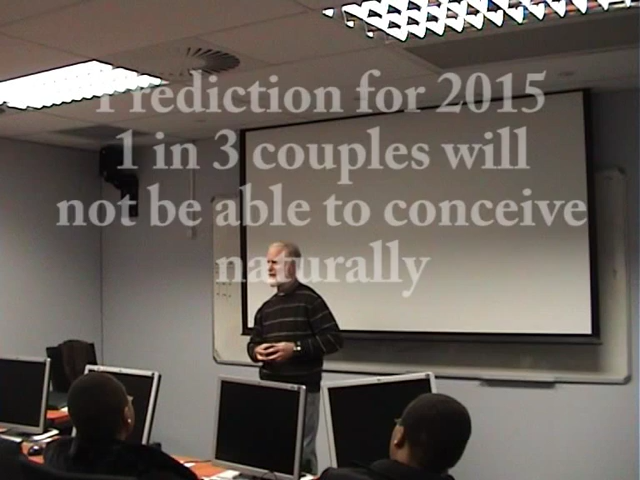 Prediction for 2015
1 in 3 couples will
not be able to conceive
naturally